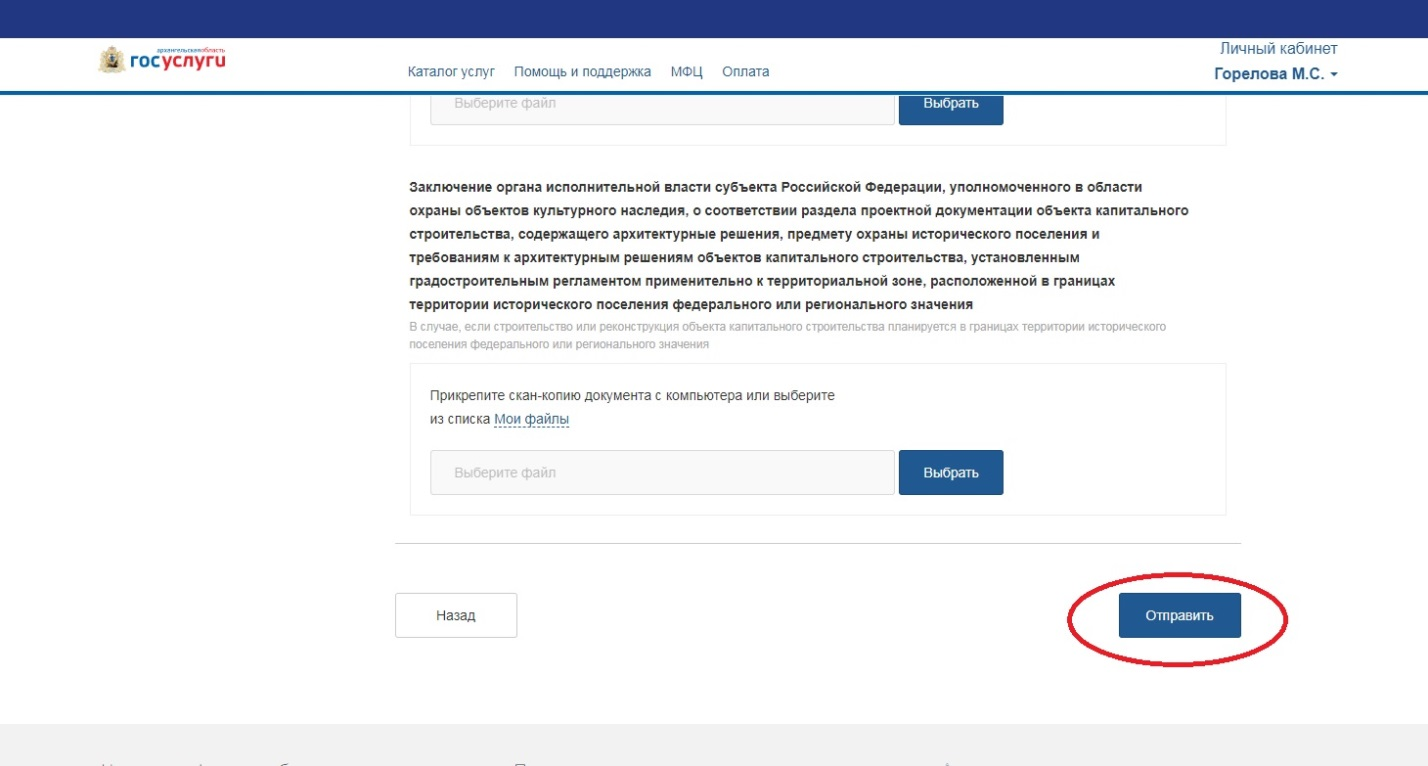 архангельская область
госуслуги
Каталог услуг Помощь и поддержка МФЦ Оплата
Личный кабинет
Горелова М.С.
Выберите файл
Выбрать
Заключение органа исполнительной власти субъекта Российской Федерации, уполномоченного в области
охраны объектов культурного наследия, о соответствии раздела проектной документации объекта капитального
строительства, содержащего архитектурные решения, предмету охраны исторического поселения и
требованиям к архитектурным решениям объектов капитального строительства, установленным
градостроительным регламентом применительно к территориальной зоне, расположенной в границах
территории исторического поселения федерального или регионального значения
В случае, если строительство или реконструкция объекта капитального строительства планируется в границах территории исторического
поселения федерального или регионального значения
Прикрепите скан-копию документа с компьютера или выберите
из списка Мои файлы
Выберите файл
Выбрать
Назад
Отправить